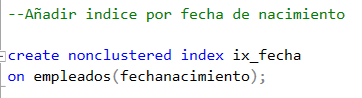 --Añadir indice por fecha de nacimiento
create nonclustered index ix_fecha
on empleados(fechanacimiento);